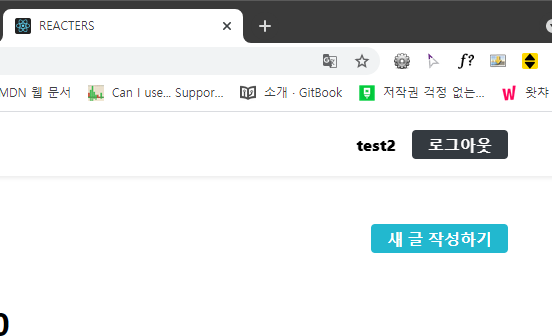 REACTERS
f?
MDN 웹 문서 Can I use... Suppor... 소개 · GitBook 저작권 걱정 없는... 왓챠
test2 로그아웃
새 글 작성하기
0